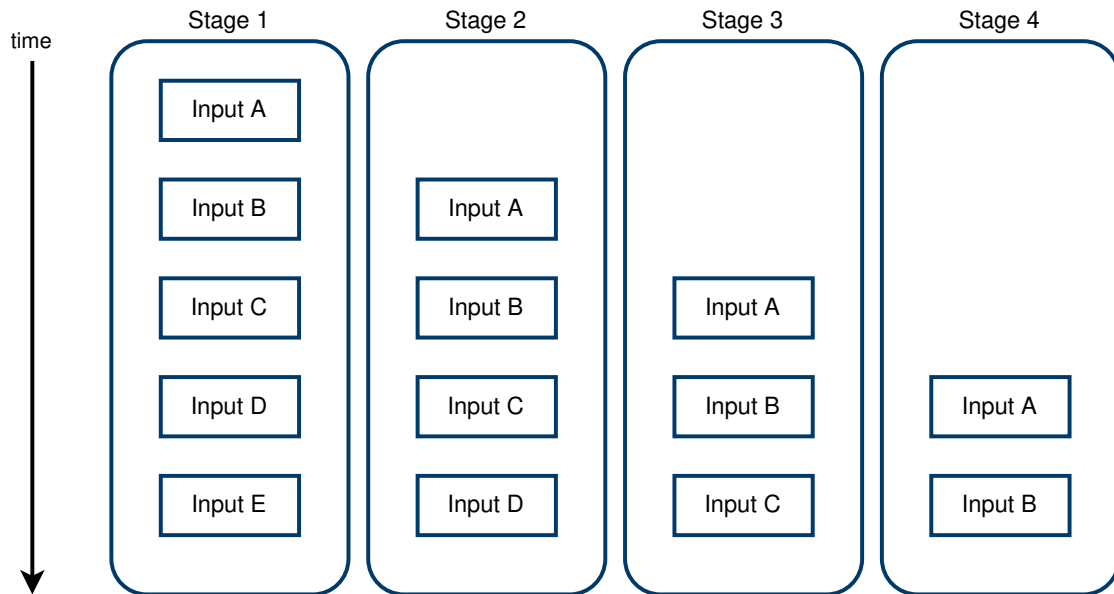 Stage 1
Stage 2
Stage 3
Stage 4
time
Input A
Input B
Input A
Input C
Input B
Input A
Input D
Input C
Input B
Input A
Input E
Input D
Input C
Input B